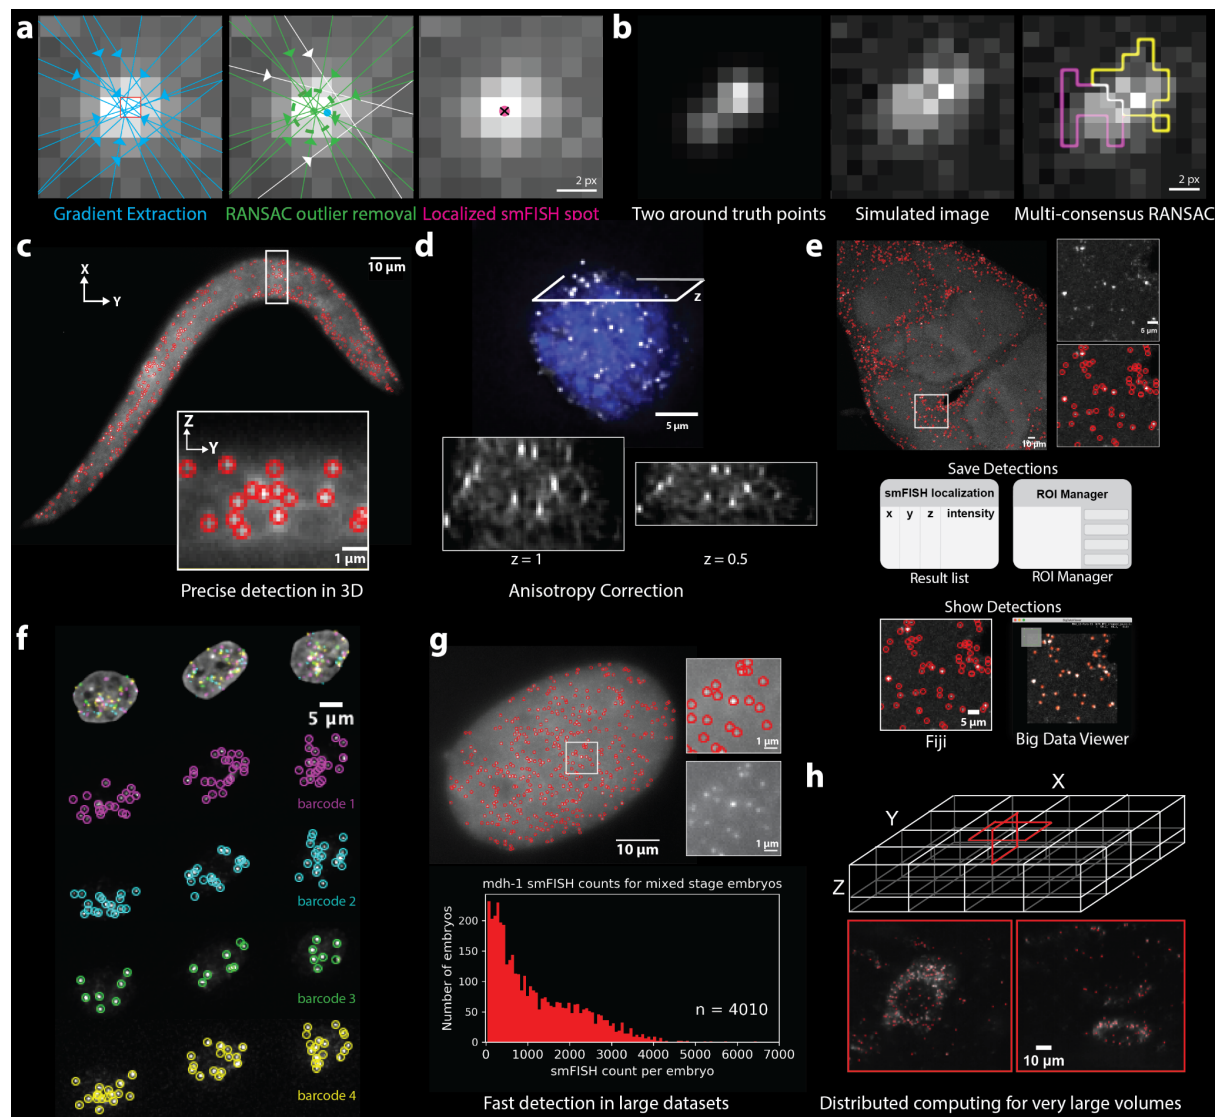 a
Gradient Extraction
RANSAC outlier removal
2 px
Localized smFISH spot
b
Two ground truth points
Simulated image
2 px
Multi-consensus RANSAC
c
X
Y
10 µm
Z
Y
1 µm
Precise detection in 3D
d
z
5 µm
z = 1
z = 0.5
Anisotropy Correction
e
5 µm
10 µm
Save Detections
smFISH localization
x y z intensity
Result list
ROI Manager
ROI Manager
Show Detections
5 µm
Fiji
Big Data Viewer
f
5 µm
barcode 1
barcode 2
barcode 3
barcode 4
g
10 µm
1 µm
1 µm
mdh-1 smFISH counts for mixed stage embryos
Number of embryos
200
150
100
50
0
n = 4010
0 1000 2000 3000 4000 5000 6000 7000
smFISH count per embryo
Fast detection in large datasets
h
X
Y
Z
10 µm
Distributed computing for very large volumes